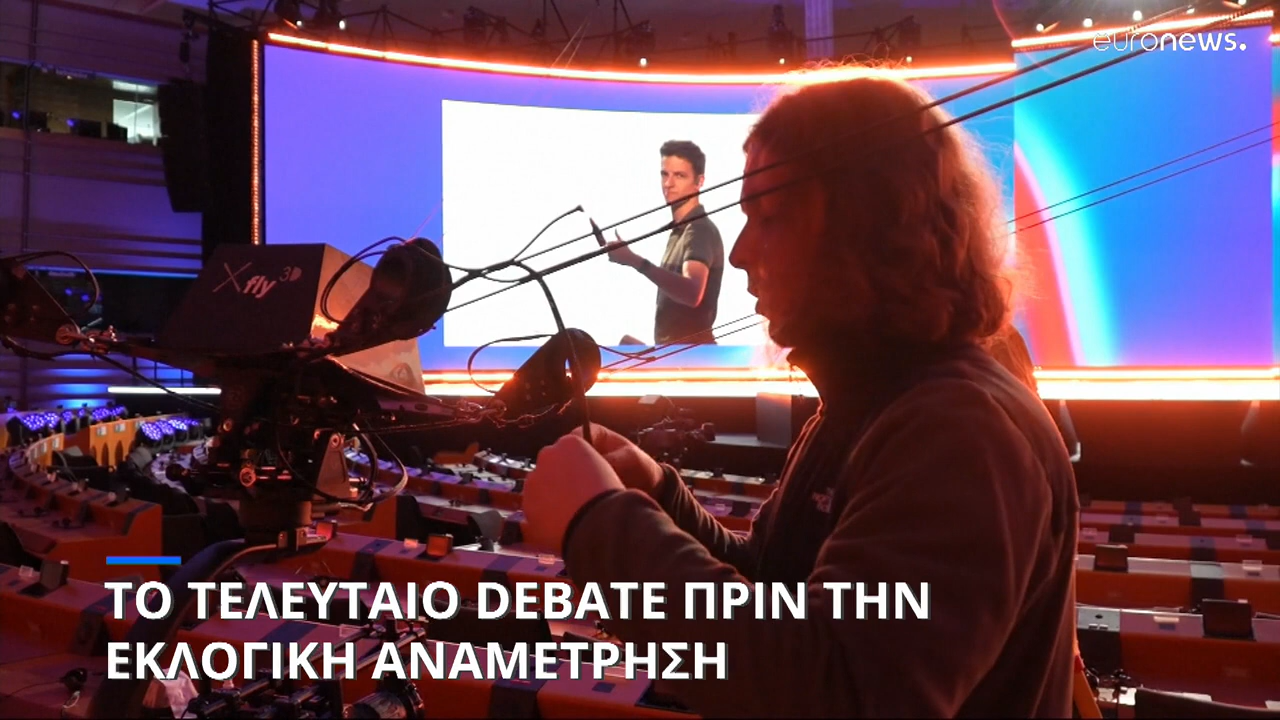 euronews.
Xfly 3D
ΤΟ ΤΕΛΕΥΤΑΙΟ DEBATE ΠΡΙΝ ΤΗΝ
ΕΚΛΟΓΙΚΗ ΑΝΑΜΕΤΡΗΣΗ